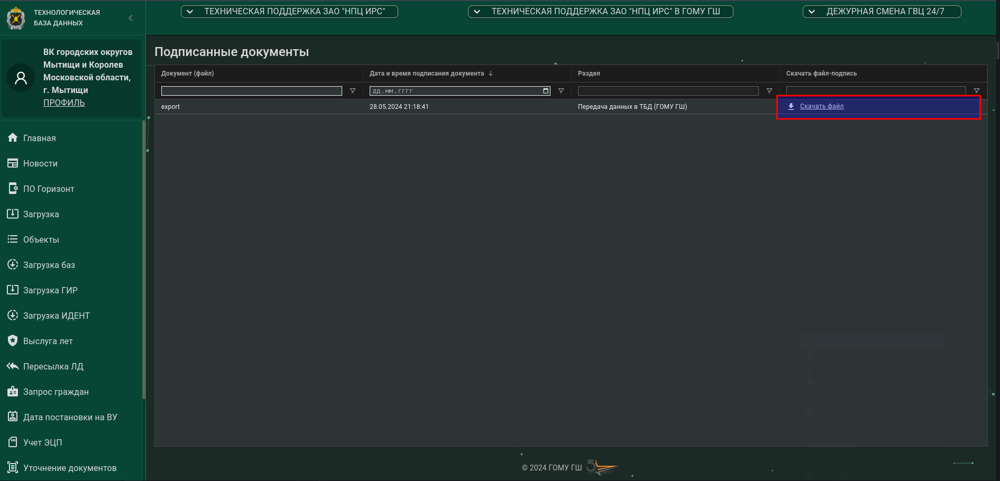 ТЕХНОЛОГИЧЕСКАЯ
БАЗА ДАННЫХ
ТЕХНИЧЕСКАЯ ПОДДЕРЖКА ЗАО "НПЦ ИРС"
ТЕХНИЧЕСКАЯ ПОДДЕРЖКА ЗАО "НПЦ ИРС" В ГОМУ ГШ
ДЕЖУРНАЯ СМЕНА ГВЦ 24/7
ВК городских округов
Мытищи и Королев
Московской области,
г. Мытищи
ПРОФИЛЬ
Главная
Новости
ПО Горизонт
Загрузка
Объекты
Загрузка баз
Загрузка ГИР
Загрузка ИДЕНТ
Выслуга лет
Пересылка ЛД
Запрос граждан
Дата постановки на ВУ
Учет ЭЦП
Уточнение документов
Подписанные документы
Документ (файл)
Дата и время подписания документа ↓
Раздел
Скачать файл-подпись
дд.мм.гггг
export
28.05.2024 21:18:41
Передача данных в ТБД (ГОМУ ГШ)
Скачать файл
© 2024 ГОМУ ГШ
5